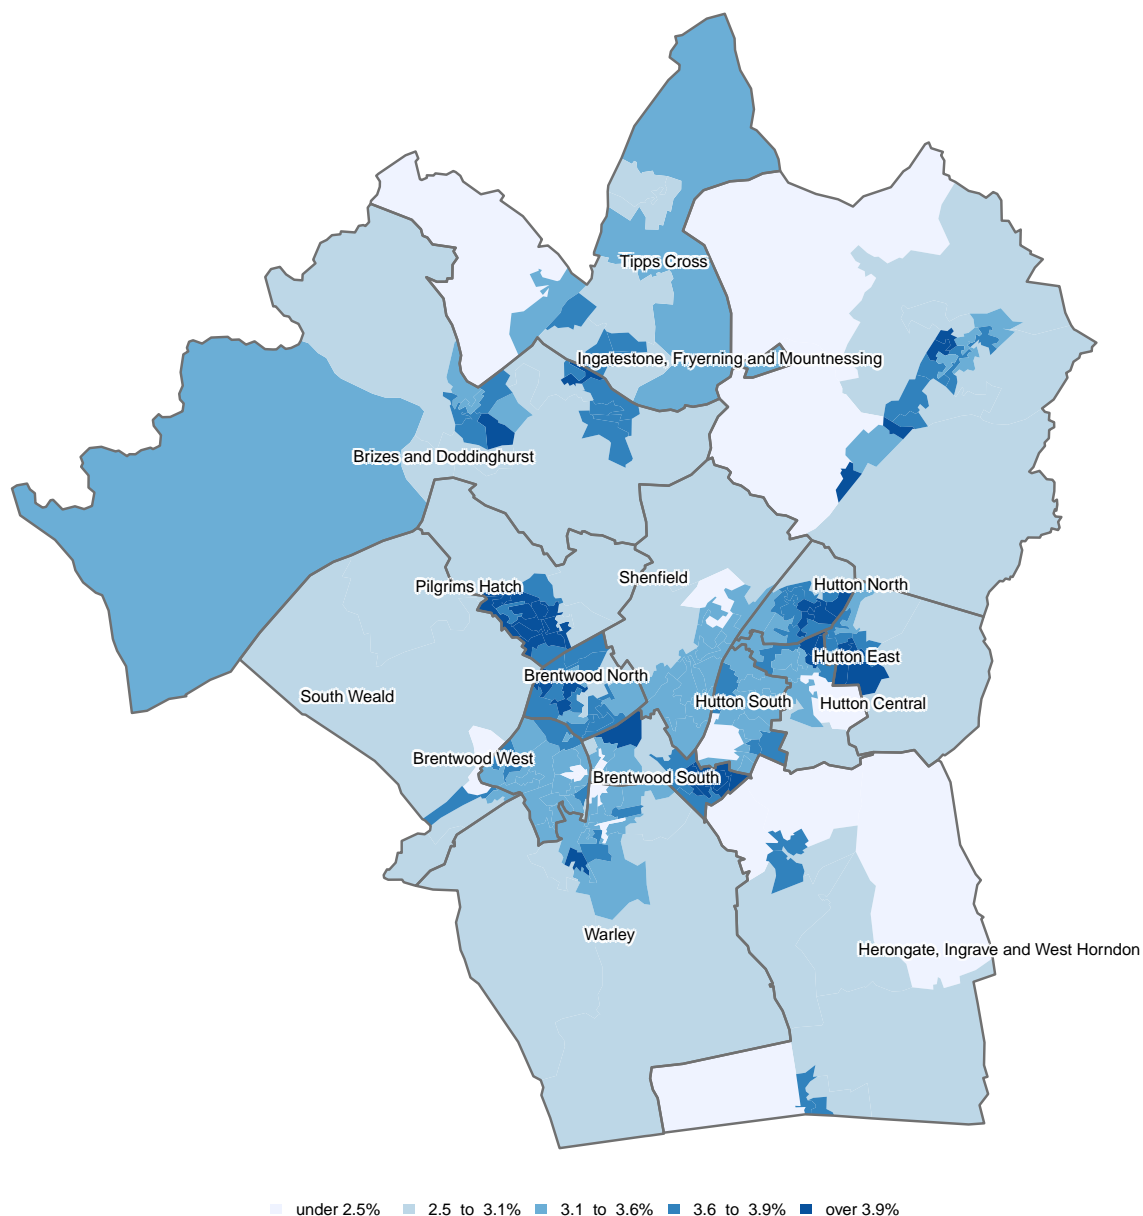 Tipps Cross
Ingatestone, Fryerning and Mountnessing
Brizes and Doddinghurst
Shenfield
Hutton North
Pilgrims Hatch
Hutton East
Brentwood North
South Weald
Hutton South
Hutton Central
Brentwood West
Brentwood South
Warley
Herongate, Ingrave and West Horndon
under 2.5% 2.5 to 3.1% 3.1 to 3.6% 3.6 to 3.9% over 3.9%